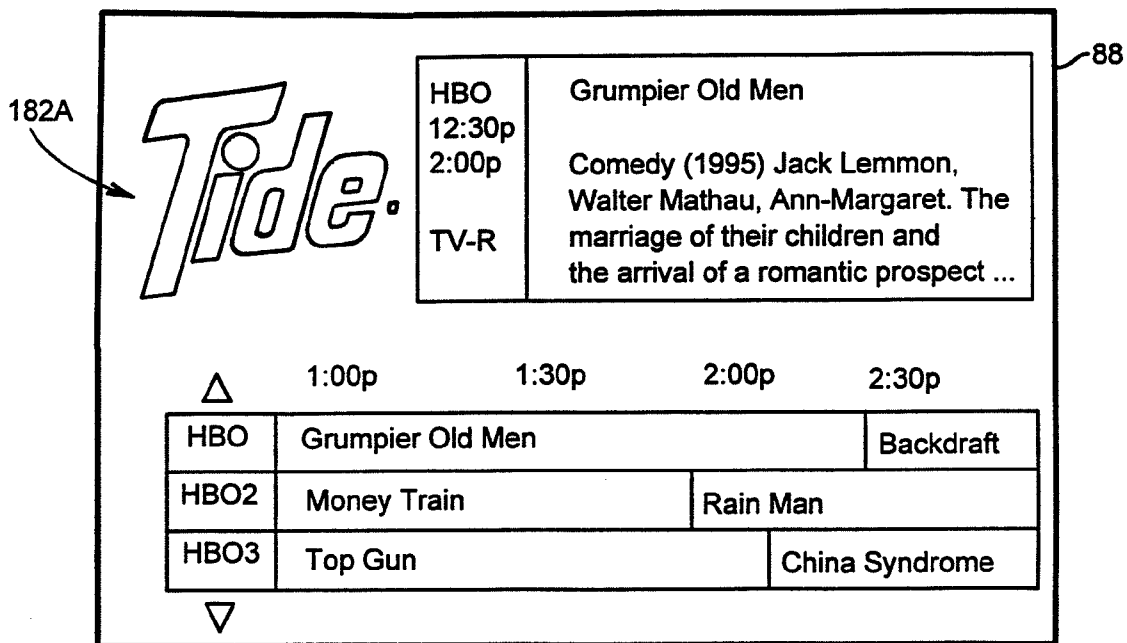 88
182A
Tide.
HBO
12:30p
2:00p
TV-R
Grumpier Old Men
Comedy (1995) Jack Lemmon,
Walter Mathau, Ann-Margaret. The
marriage of their children and
the arrival of a romantic prospect ...
1:00p 1:30p 2:00p 2:30p
HBO Grumpier Old Men Backdraft
HBO2 Money Train Rain Man
HBO3 Top Gun China Syndrome